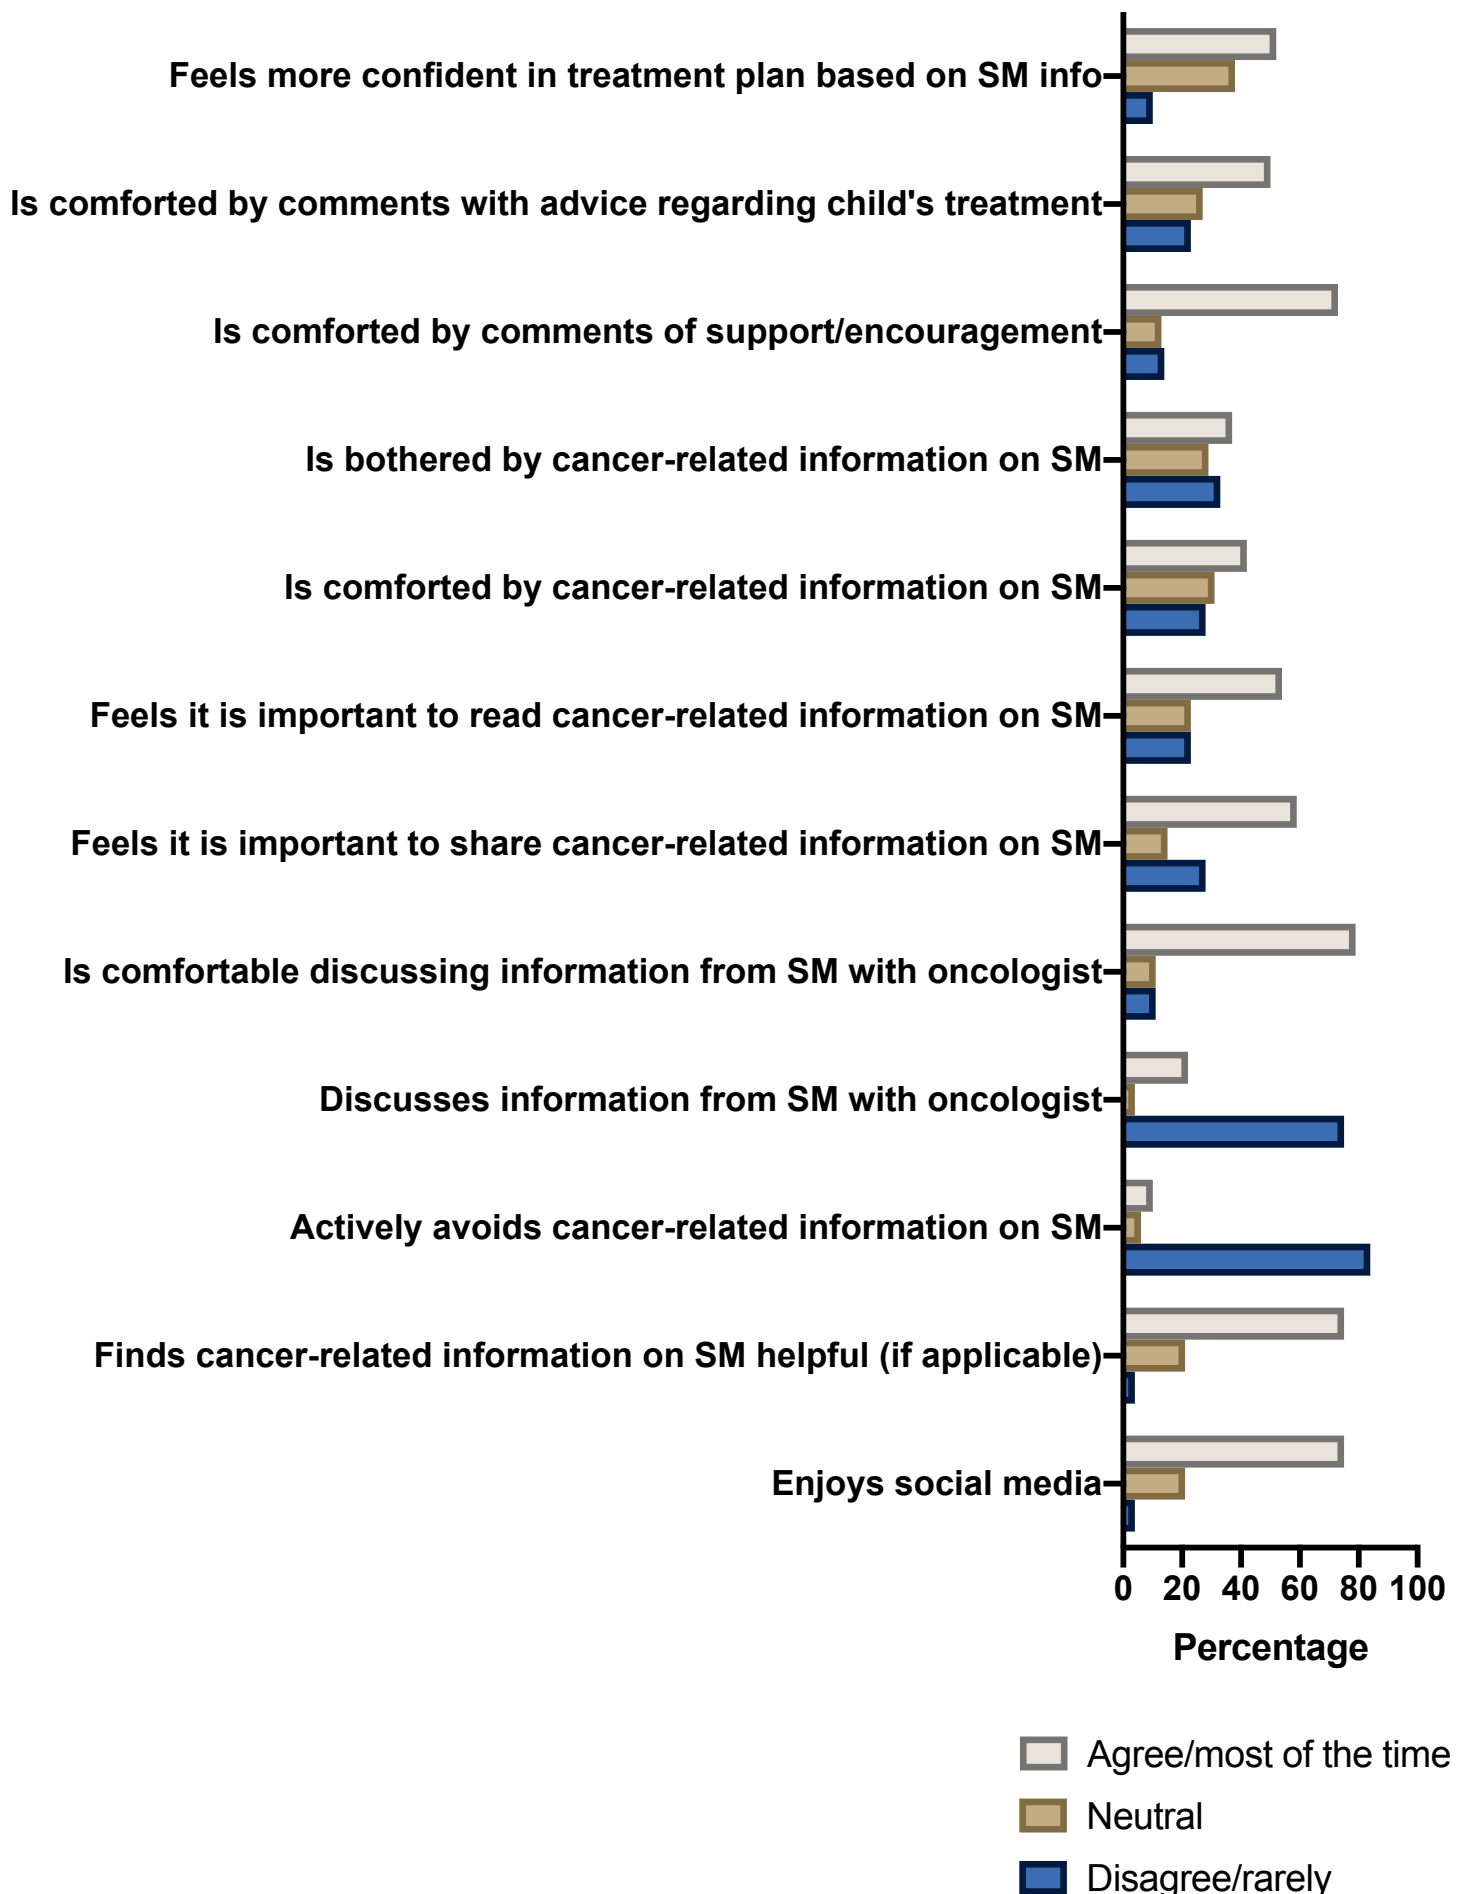 Feels more confident in treatment plan based on SM info
Is comforted by comments with advice regarding child's treatment
Is comforted by comments of support/encouragement
Is bothered by cancer-related information on SM
Is comforted by cancer-related information on SM
Feels it is important to read cancer-related information on SM
Feels it is important to share cancer-related information on SM
Is comfortable discussing information from SM with oncologist
Discusses information from SM with oncologist
Actively avoids cancer-related information on SM
Finds cancer-related information on SM helpful (if applicable)
Enjoys social media
0 20 40 60 80 100
Percentage
Agree/most of the time
Neutral
Disagree/rarely